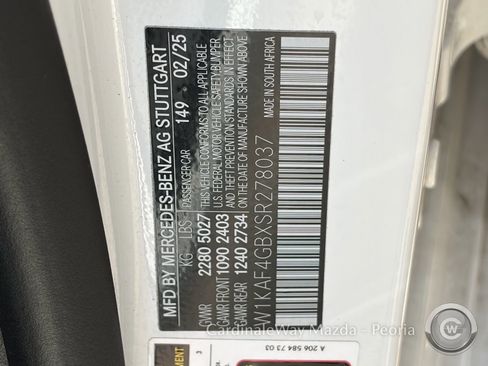 MFD BY MERCEDES-BENZ AG STUTTGART
149 02/25
PASSENGER CAR
THIS VEHICLE CONFORMS TO ALL APPLICABLE
U.S. FEDERAL MOTOR VEHICLE SAFETY, BUMPER
AND THEFT PREVENTION STANDARDS IN EFFECT
ON THE DATE OF MANUFACTURE SHOWN ABOVE
KG LBS
GVWR 2280 5027
GAWR FRONT 1090 2403
GAWR REAR 1240 2734
MADE IN SOUTH AFRICA
W1KAF4GBXSR278037
CardinaleWay Mazda - Peoria
A 206 584 73 03
3